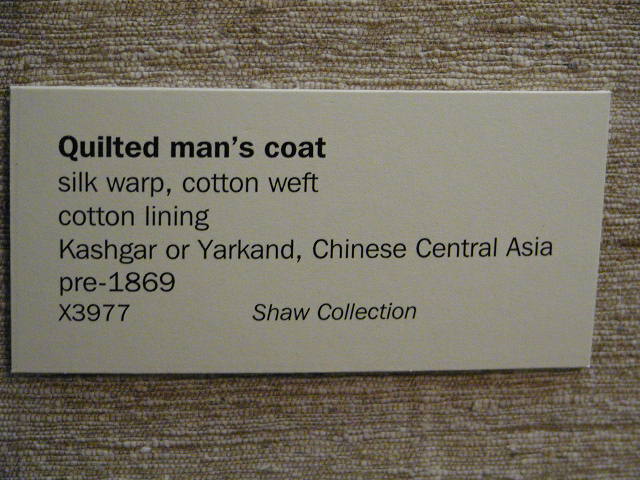 Quilted man's coat
silk warp, cotton weft
cotton lining
Kashgar or Yarkand, Chinese Central Asia
pre-1869
X3977 Shaw Collection